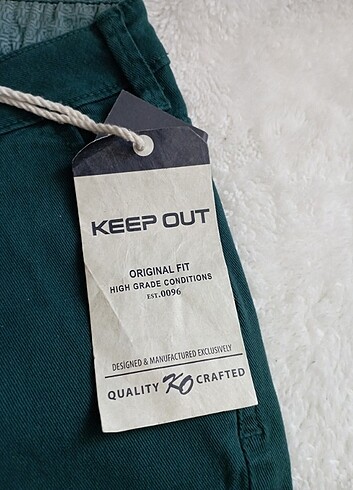 KEEP OUT
ORIGINAL FIT
HIGH GRADE CONDITIONS
EST.0096
DESIGNED & MANUFACTURED EXCLUSIVELY
QUALITY KO CRAFTED